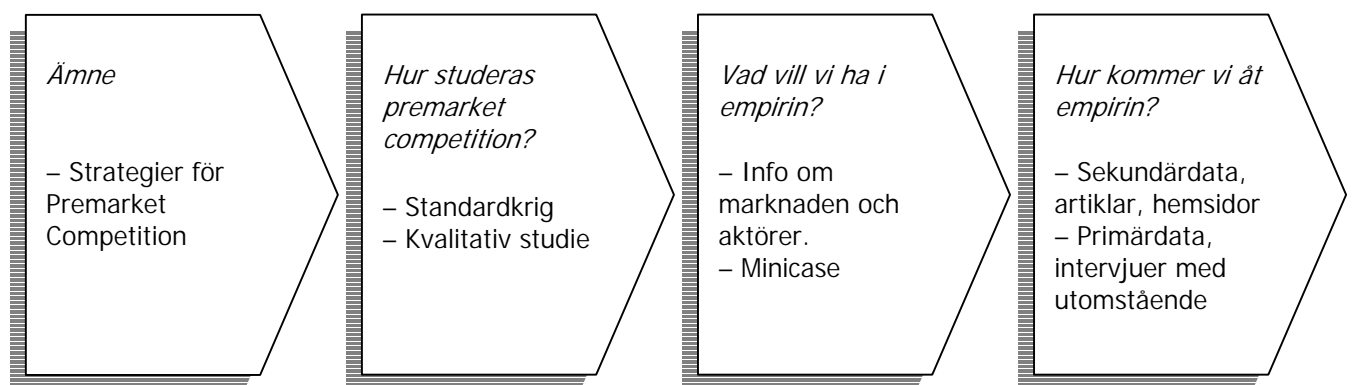 Ämne
– Strategier för
Premarket
Competition
Hur studeras
premarket
competition?
– Standardkrig
– Kvalitativ studie
Vad vill vi ha i
empirin?
– Info om
marknaden och
aktörer.
– Minicase
Hur kommer vi åt
empirin?
– Sekundärdata,
artiklar, hemsidor
– Primärdata,
intervjuer med
utomstående